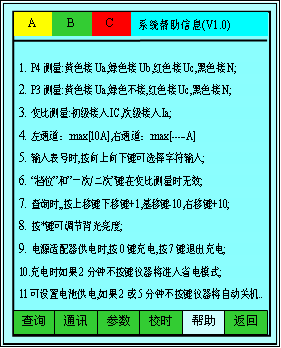 A B C 系统帮助信息(V1.0)
1. P4 测量:黄色接 Ua,绿色接 Ub,红色接 Uc,黑色接 N;
2. P3 测量:黄色接 Ua,绿色不接,红色接 Uc,黑色接 N;
3. 变比测量:初级接入IC,次级接入Ia;
4. 左通道: max[10A],右通道: max[----A]
5. 输入表号时,按向上向下键可选择字符输入;
6. “档位”和“一次/二次”键在变比测量时无效;
7. 查询时,按上移键下移键+1,基移键-10,右移键+10;
8. 按*键可调节背光亮度;
9. 电源适配器供电时,按 0 键充电,按 7 键退出充电;
10.充电时如果 2 分钟不按键仪器将进入省电模式;
11可设置电池供电,如果 2 或 5 分钟不按键仪器将自动关机..
查询 通讯 参数 校时 帮助 返回